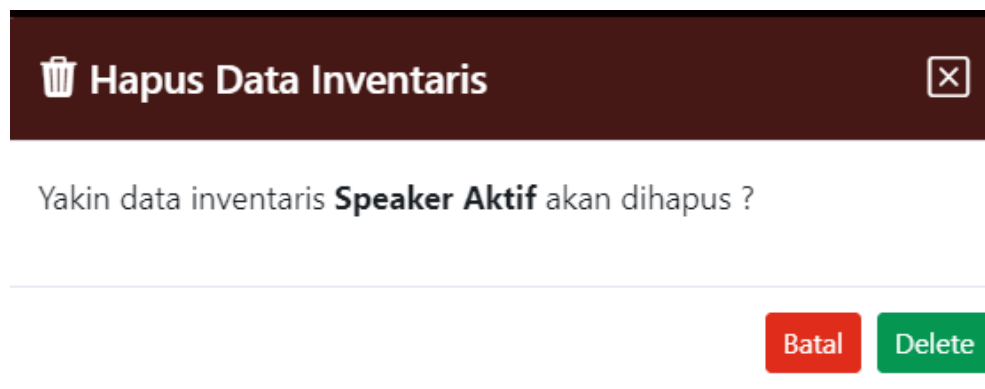 Hapus Data Inventaris
Yakin data inventaris Speaker Aktif akan dihapus ?
Batal Delete